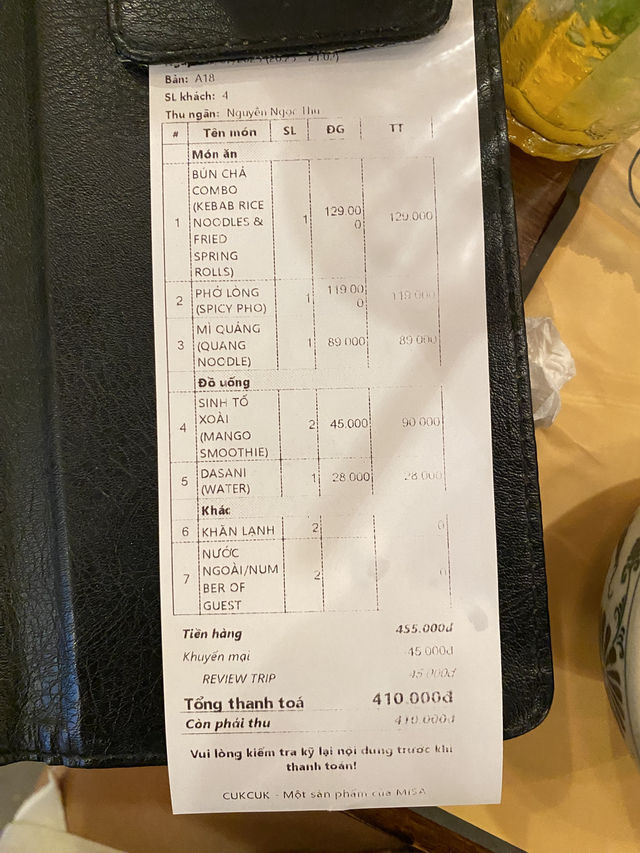 Bàn: A18
SL khách: 4
Thu ngân: Nguyễn Ngọc Thu
# Tên món SL ĐG TT
Món ăn
BÚN CHẢ
COMBO
(KEBAB RICE
1 NOODLES & 1 129.00 0 129.000
FRIED
SPRING
ROLLS)
2 PHỞ LÒNG 1 119.00 0 119.000
(SPICY PHO)
MÌ QUẢNG
3 (QUANG 1 89.000 89.000
NOODLE)
Đồ uống
SINH TỐ
4 XOÀI 2 45.000 90.000
(MANGO
SMOOTHIE)
5 DASANI 1 28.000 28.000
(WATER)
Khác
6 KHĂN LẠNH 2 0
NƯỚC
7 NGOÀI/NUM 2 0
BER OF
GUEST
Tiền hàng 455.000đ
Khuyến mại 45.000đ
REVIEW TRIP 45.000đ
Tổng thanh toá 410.000đ
Còn phải thu 410.000đ
Vui lòng kiểm tra kỹ lại nội dung trước khi
thanh toán!
CUKCUK - Một sản phẩm của MISA